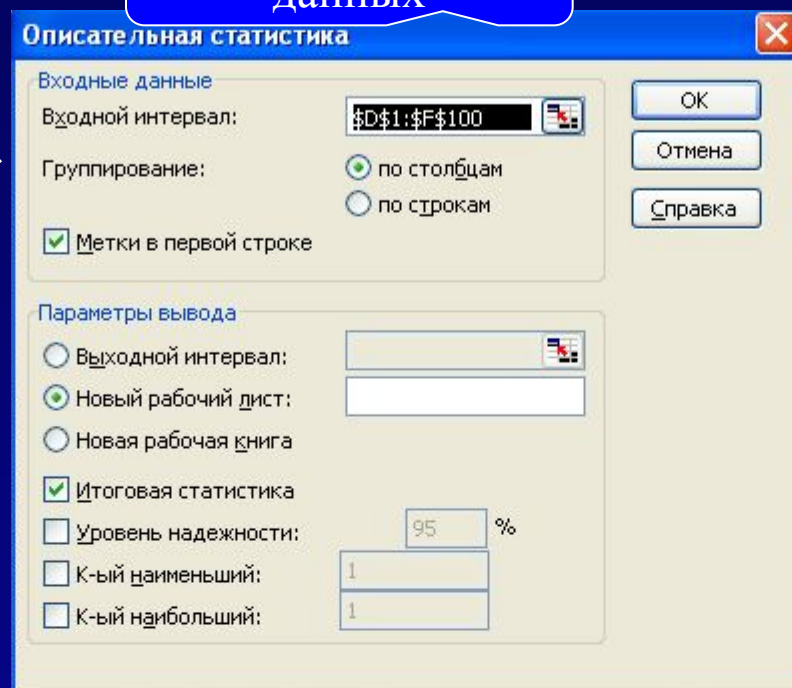 данных
Описательная статистика
Входные данные
Входной интервал: $D$1:$F$100
Группирование: по столбцам
по строкам
Метки в первой строке
OK
Отмена
Справка
Параметры вывода
Выходной интервал:
Новый рабочий лист:
Новая рабочая книга
Итоговая статистика
Уровень надежности: 95 %
К-ый наименьший: 1
К-ый наибольший: 1